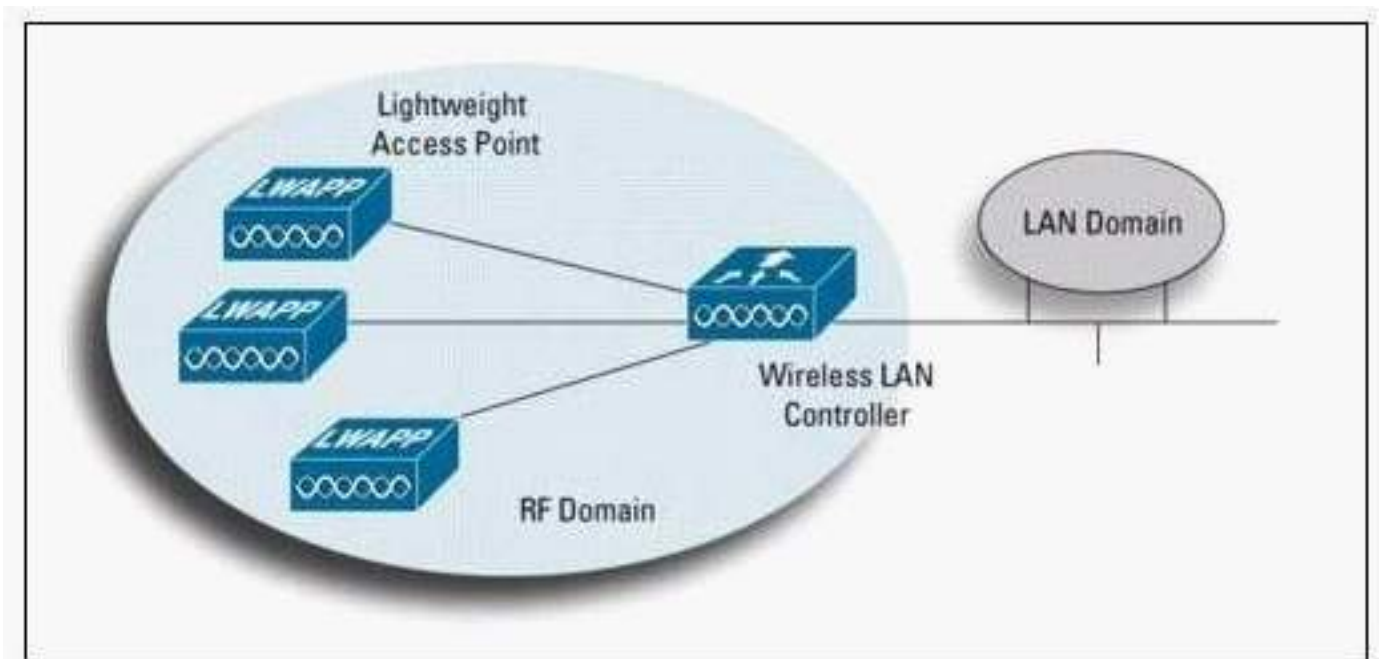 Lightweight
Access Point
LWAPP
LWAPP
LWAPP
RF Domain
Wireless LAN
Controller
LAN Domain